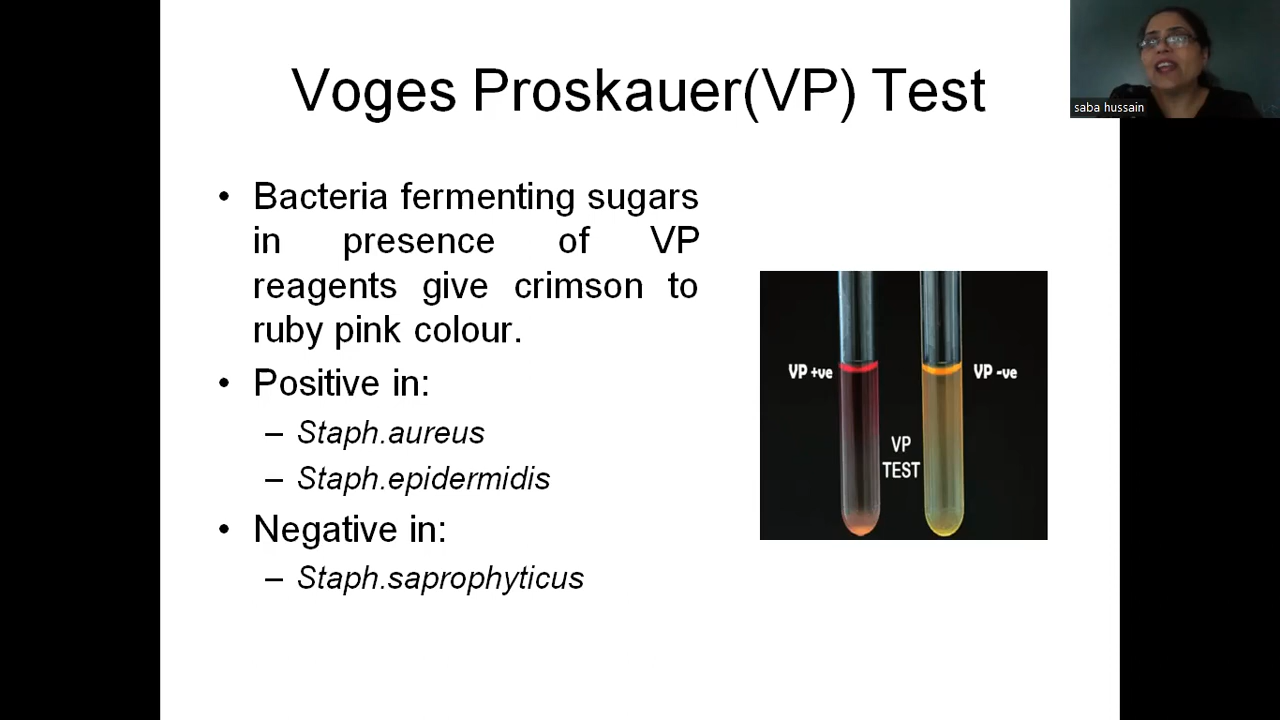 Voges Proskauer(VP) Test
saba hussain
• Bacteria fermenting sugars
in presence of VP
reagents give crimson to
ruby pink colour.
• Positive in:
– Staph.aureus
– Staph.epidermidis
• Negative in:
– Staph.saprophyticus
VP +ve
VP -ve
VP
TEST